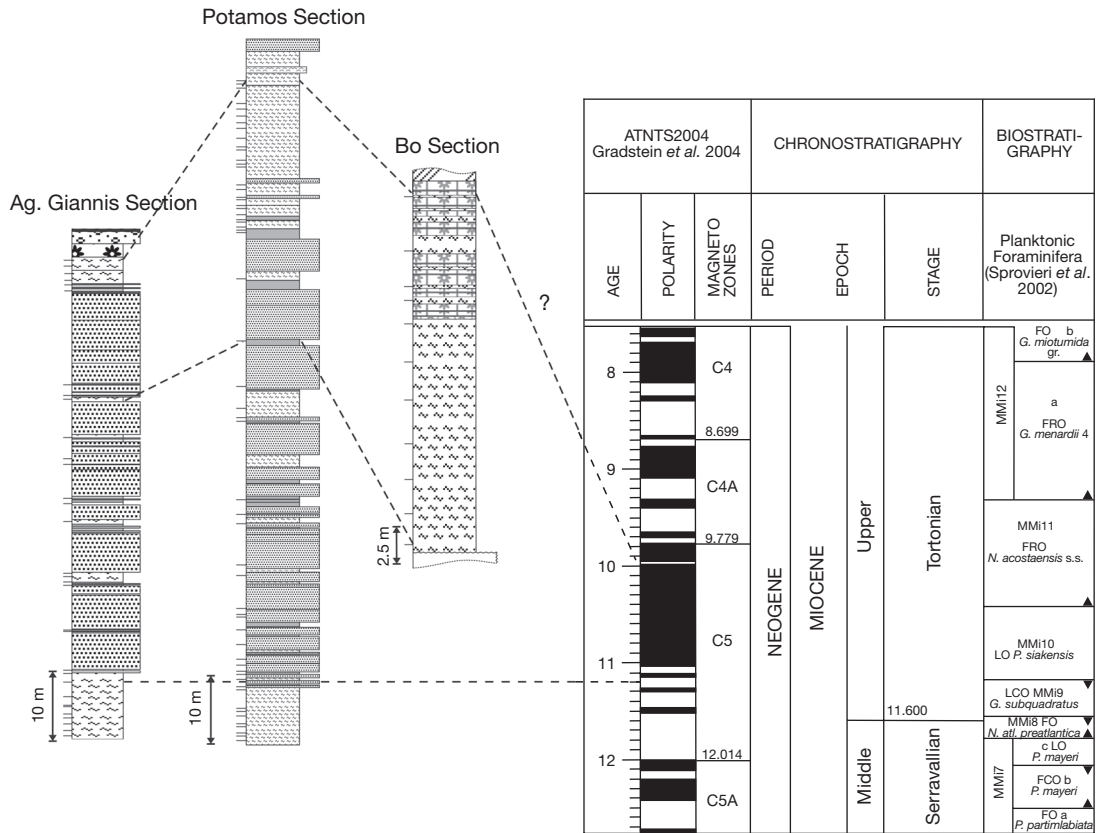 Potamos Section
Bo Section
Ag. Giannis Section
10 m
10 m
2.5 m
?
ATNTS2004
Gradstein et al. 2004
CHRONOSTRATIGRAPHY
BIOSTRATI-
GRAPHY
AGE
POLARITY
MAGNETO
ZONES
PERIOD
EPOCH
STAGE
Planktonic
Foraminifera
(Sprovieri et al.
2002)
8
9
10
11
12
C4
8.699
C4A
9.779
C5
12.014
C5A
NEOGENE
MIOCENE
Upper
Middle
Tortonian
11.600
Serravallian
FO b
G. miotumida
gr.
MMi12
a
FRO
G. menardii 4
MMi11
FRO
N. acostaensis s.s.
MMi10
LO P. siakensis
LCO MMi9
G. subquadratus
MMi8 FO
N. atl. preatlantica
MMi7
c LO
P. mayeri
FCO b
P. mayeri
FO a
P. partimlabiata